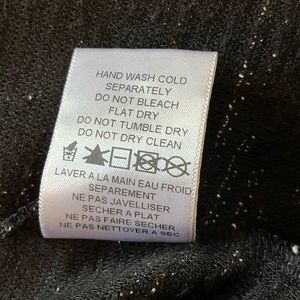 HAND WASH COLD
SEPARATELY
DO NOT BLEACH
FLAT DRY
DO NOT TUMBLE DRY
DO NOT DRY CLEAN
LAVER A LA MAIN EAU FROID
SEPAREMENT
NE PAS JAVELLISER
SECHER A PLAT
NE PAS FAIRE SECHER
NE PAS NETTOYER A SEC